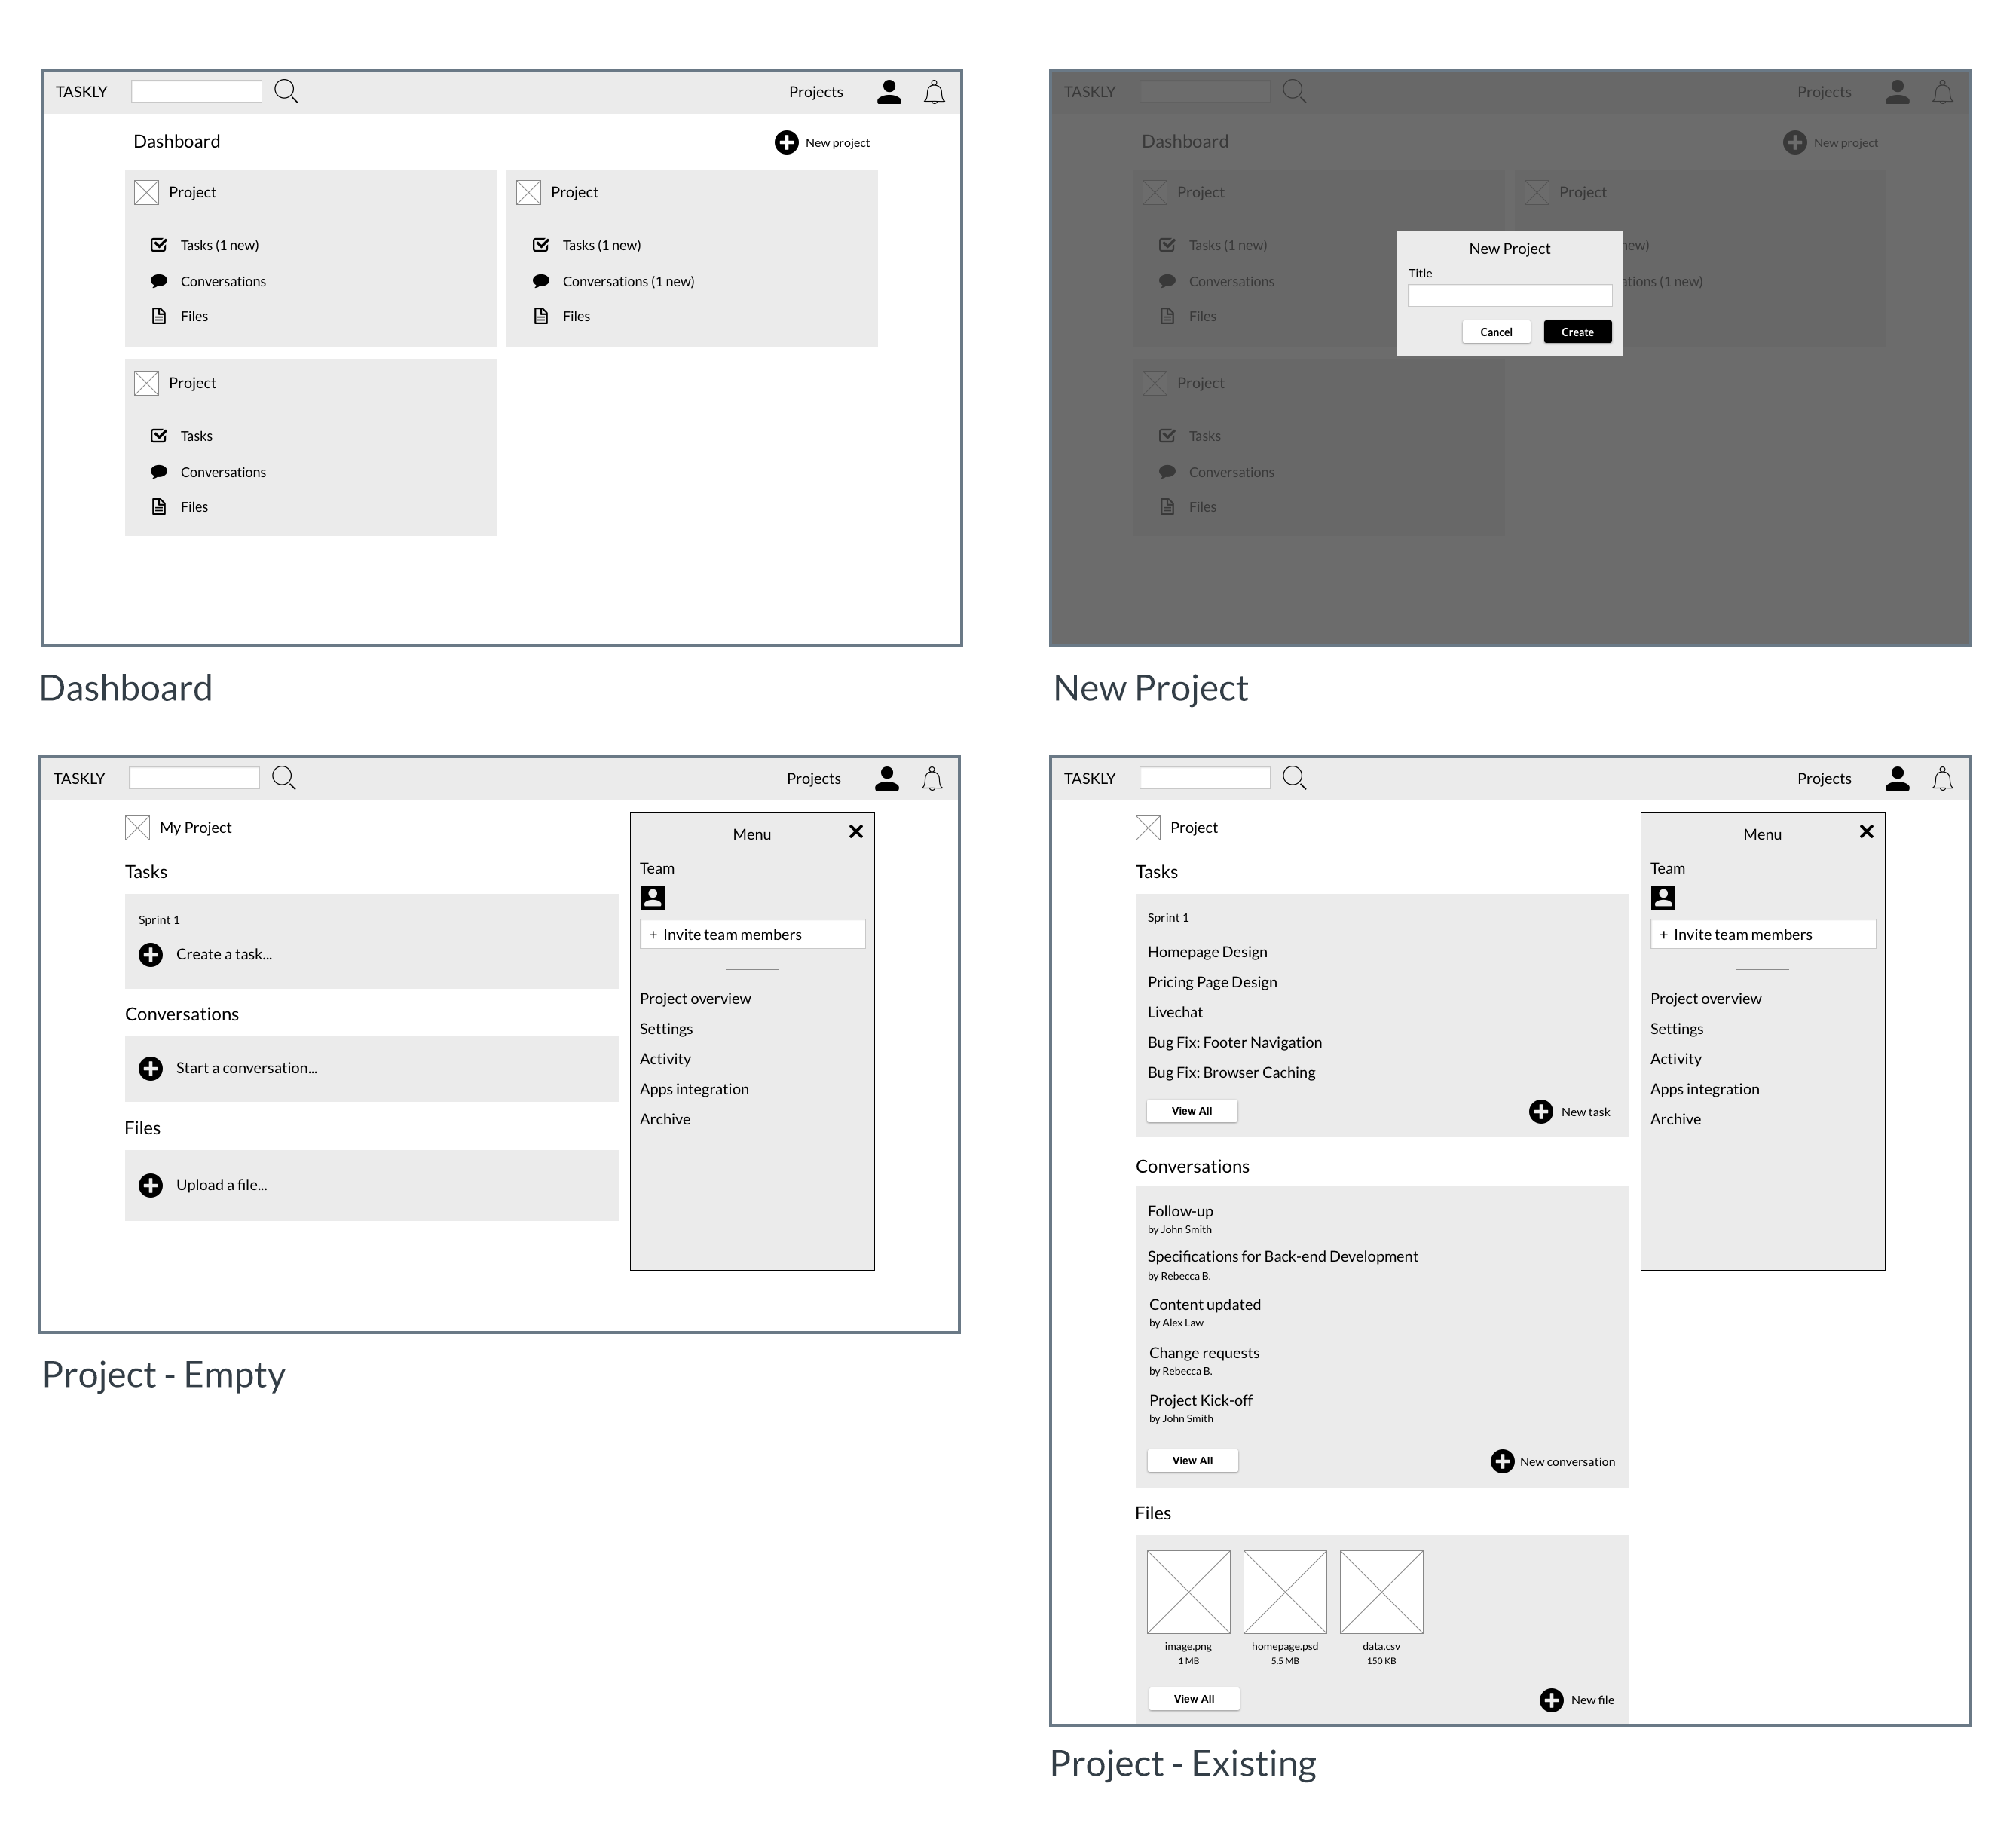 TASKLY
Projects
Dashboard
New project
Project
Tasks (1 new)
Conversations
Files
Project
Tasks (1 new)
Conversations (1 new)
Files
Project
Tasks
Conversations
Files
Dashboard
TASKLY
Projects
Dashboard
New project
Project
Tasks (1 new)
Conversations
Files
Project
new)
ations (1 new)
Project
Tasks
Conversations
Files
New Project
Title
Cancel
Create
New Project
TASKLY
Projects
My Project
Tasks
Sprint 1
Create a task...
Conversations
Start a conversation...
Files
Upload a file...
Menu
Team
+ Invite team members
Project overview
Settings
Activity
Apps integration
Archive
Project - Empty
TASKLY
Projects
Project
Tasks
Sprint 1
Homepage Design
Pricing Page Design
Livechat
Bug Fix: Footer Navigation
Bug Fix: Browser Caching
View All
New task
Conversations
Follow-up
by John Smith
Specifications for Back-end Development
by Rebecca B.
Content updated
by Alex Law
Change requests
by Rebecca B.
Project Kick-off
by John Smith
View All
New conversation
Files
image.png
1 MB
homepage.psd
5.5 MB
data.csv
150 KB
View All
New file
Menu
Team
+ Invite team members
Project overview
Settings
Activity
Apps integration
Archive
Project - Existing